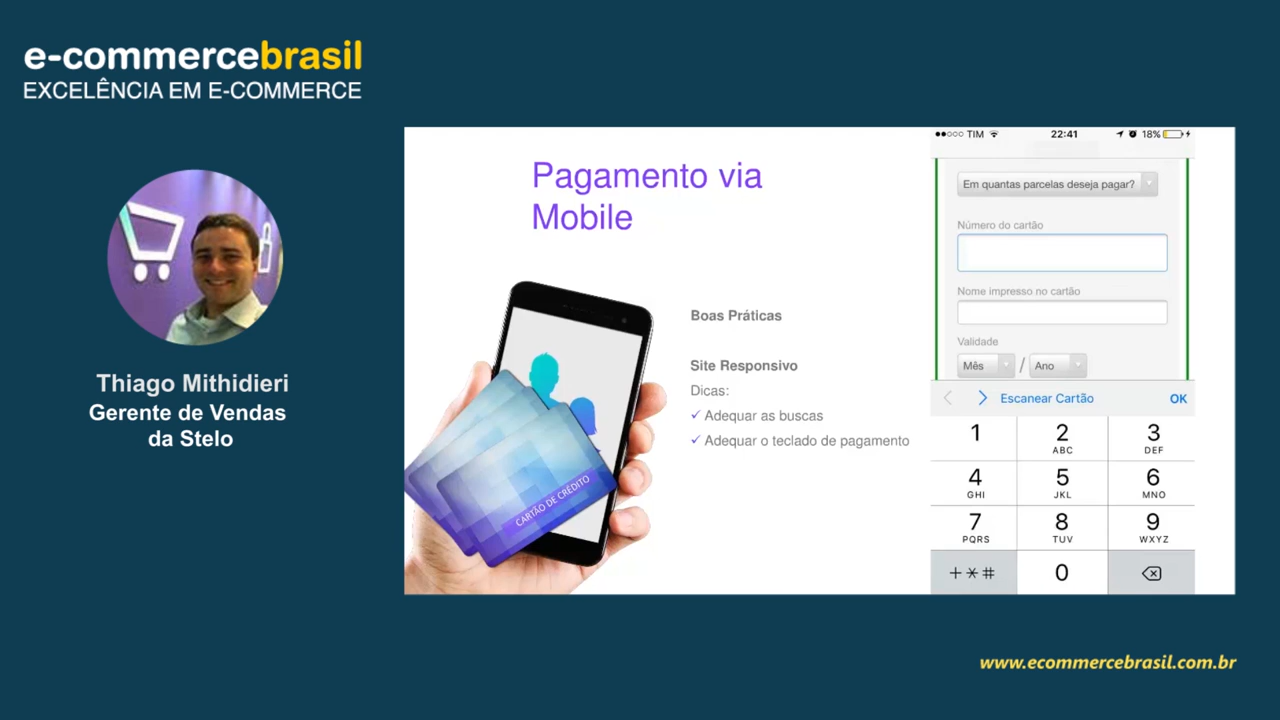 e-commercebrasil
EXCELÊNCIA EM E-COMMERCE
Thiago Mithidieri
Gerente de Vendas
da Stelo
Pagamento via
Mobile
CARTÃO DE CRÉDITO
Boas Práticas
Site Responsivo
Dicas:
✓ Adequar as buscas
✓ Adequar o teclado de pagamento
TIM 22:41 18%
Em quantas parcelas deseja pagar?
Número do cartão
Nome impresso no cartão
Validade
Mês / Ano
Escanear Cartão OK
1 2 3
ABC DEF
4 5 6
GHI JKL MNO
7 8 9
PQRS TUV WXYZ
+*# 0
www.ecommercebrasil.com.br